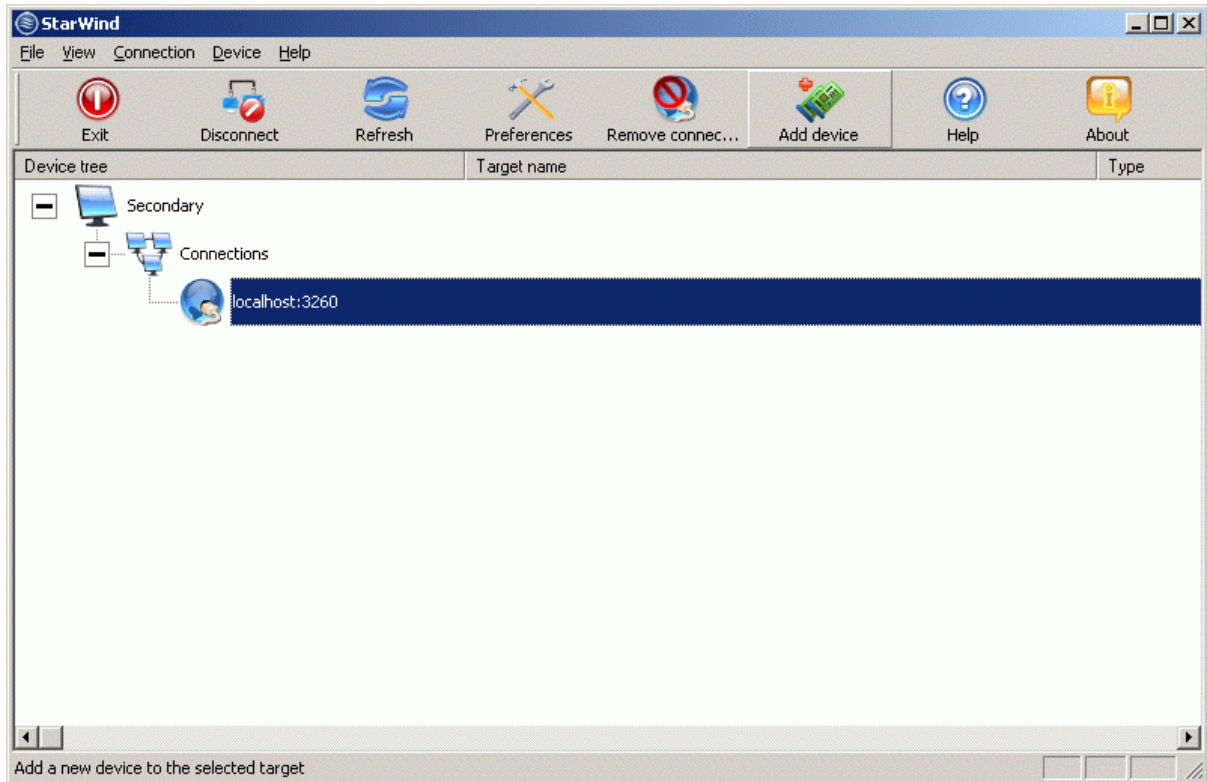 StarWind
File View Connection Device Help
Exit Disconnect Refresh Preferences Remove connec... Add device Help About
Device tree Target name Type
Secondary
Connections
localhost:3260
Add a new device to the selected target